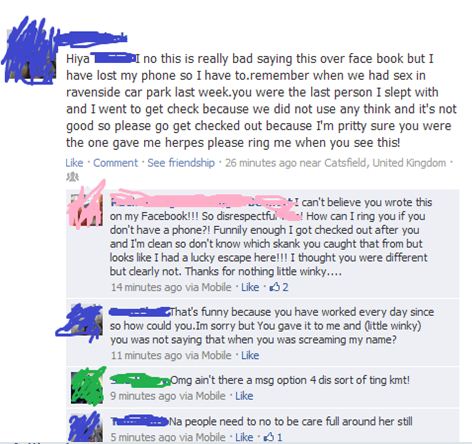 Hiya I no this is really bad saying this over face book but I
have lost my phone so I have to.remember when we had sex in
ravenside car park last week.you were the last person I slept with
and I went to get check because we did not use any think and it's not
good so please go get checked out because I'm pritty sure you were
the one gave me herpes please ring me when you see this!
Like · Comment · See friendship · 26 minutes ago near Catsfield, United Kingdom ·
I can't believe you wrote this
on my Facebook!!! So disrespectful! How can I ring you if you
don't have a phone?! Funnily enough I got checked out after you
and I'm clean so don't know which skank you caught that from but
looks like I had a lucky escape here!!! I thought you were different
but clearly not. Thanks for nothing little winky....
14 minutes ago via Mobile · Like · 2
That's funny because you have worked every day since
so how could you.Im sorry but You gave it to me and (little winky)
you was not saying that when you was screaming my name?
11 minutes ago via Mobile · Like
Omg ain't there a msg option 4 dis sort of ting kmt!
9 minutes ago via Mobile · Like
Na people need to no to be care full around her still
5 minutes ago via Mobile · Like · 1